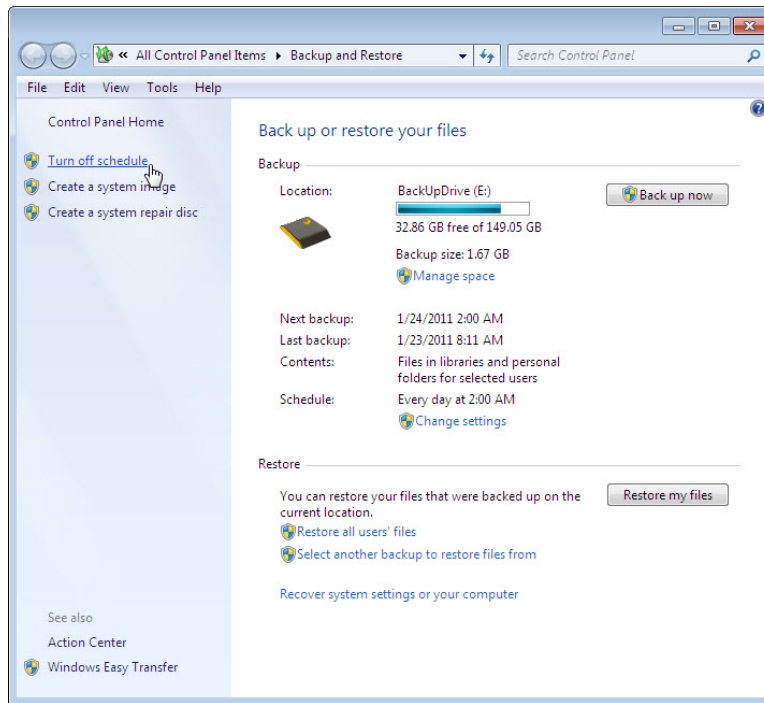 « All Control Panel Items ▸ Backup and Restore
Search Control Panel
File Edit View Tools Help
Control Panel Home
Turn off schedule
Create a system image
Create a system repair disc
See also
Action Center
Windows Easy Transfer
Back up or restore your files
Backup
Location: BackUpDrive (E:)
Back up now
32.86 GB free of 149.05 GB
Backup size: 1.67 GB
Manage space
Next backup: 1/24/2011 2:00 AM
Last backup: 1/23/2011 8:11 AM
Contents: Files in libraries and personal
folders for selected users
Schedule: Every day at 2:00 AM
Change settings
Restore
You can restore your files that were backed up on the
current location.
Restore my files
Restore all users' files
Select another backup to restore files from
Recover system settings or your computer